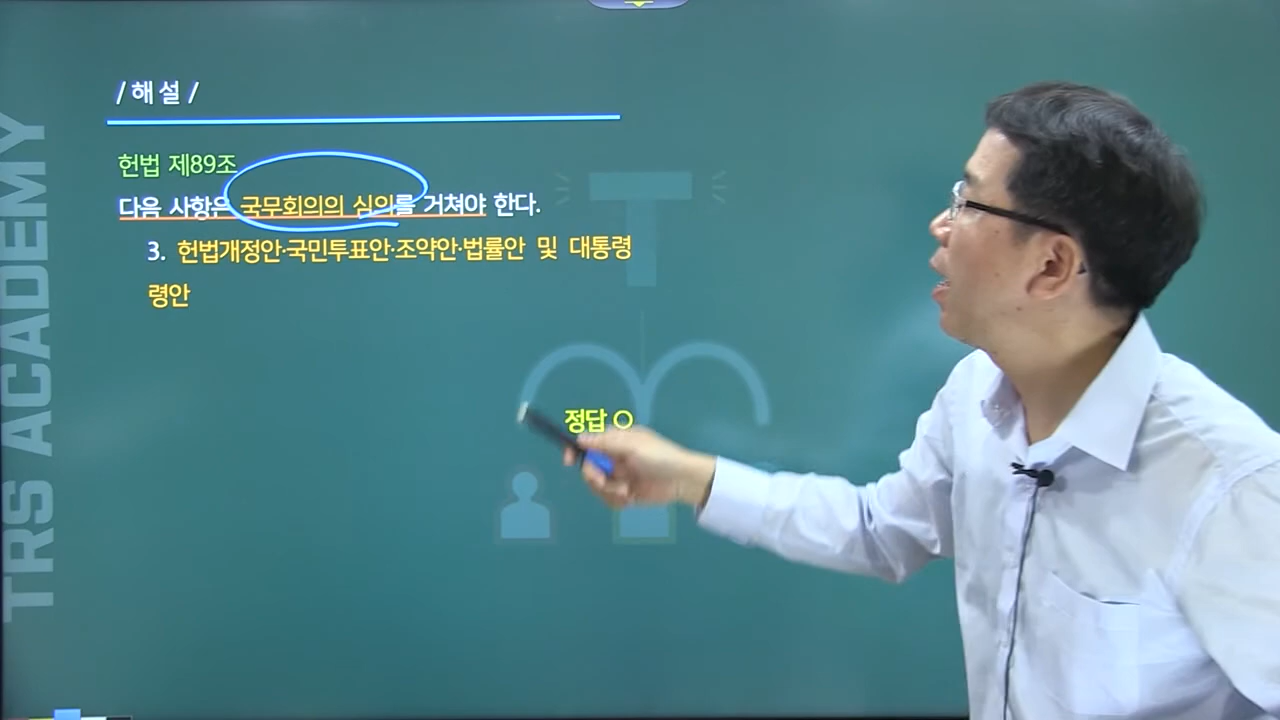 / 해설 /
헌법 제89조
다음 사항은 국무회의의 심의를 거쳐야 한다.
3. 헌법개정안·국민투표안·조약안·법률안 및 대통령
령안
정답 ○
TRS ACADEMY